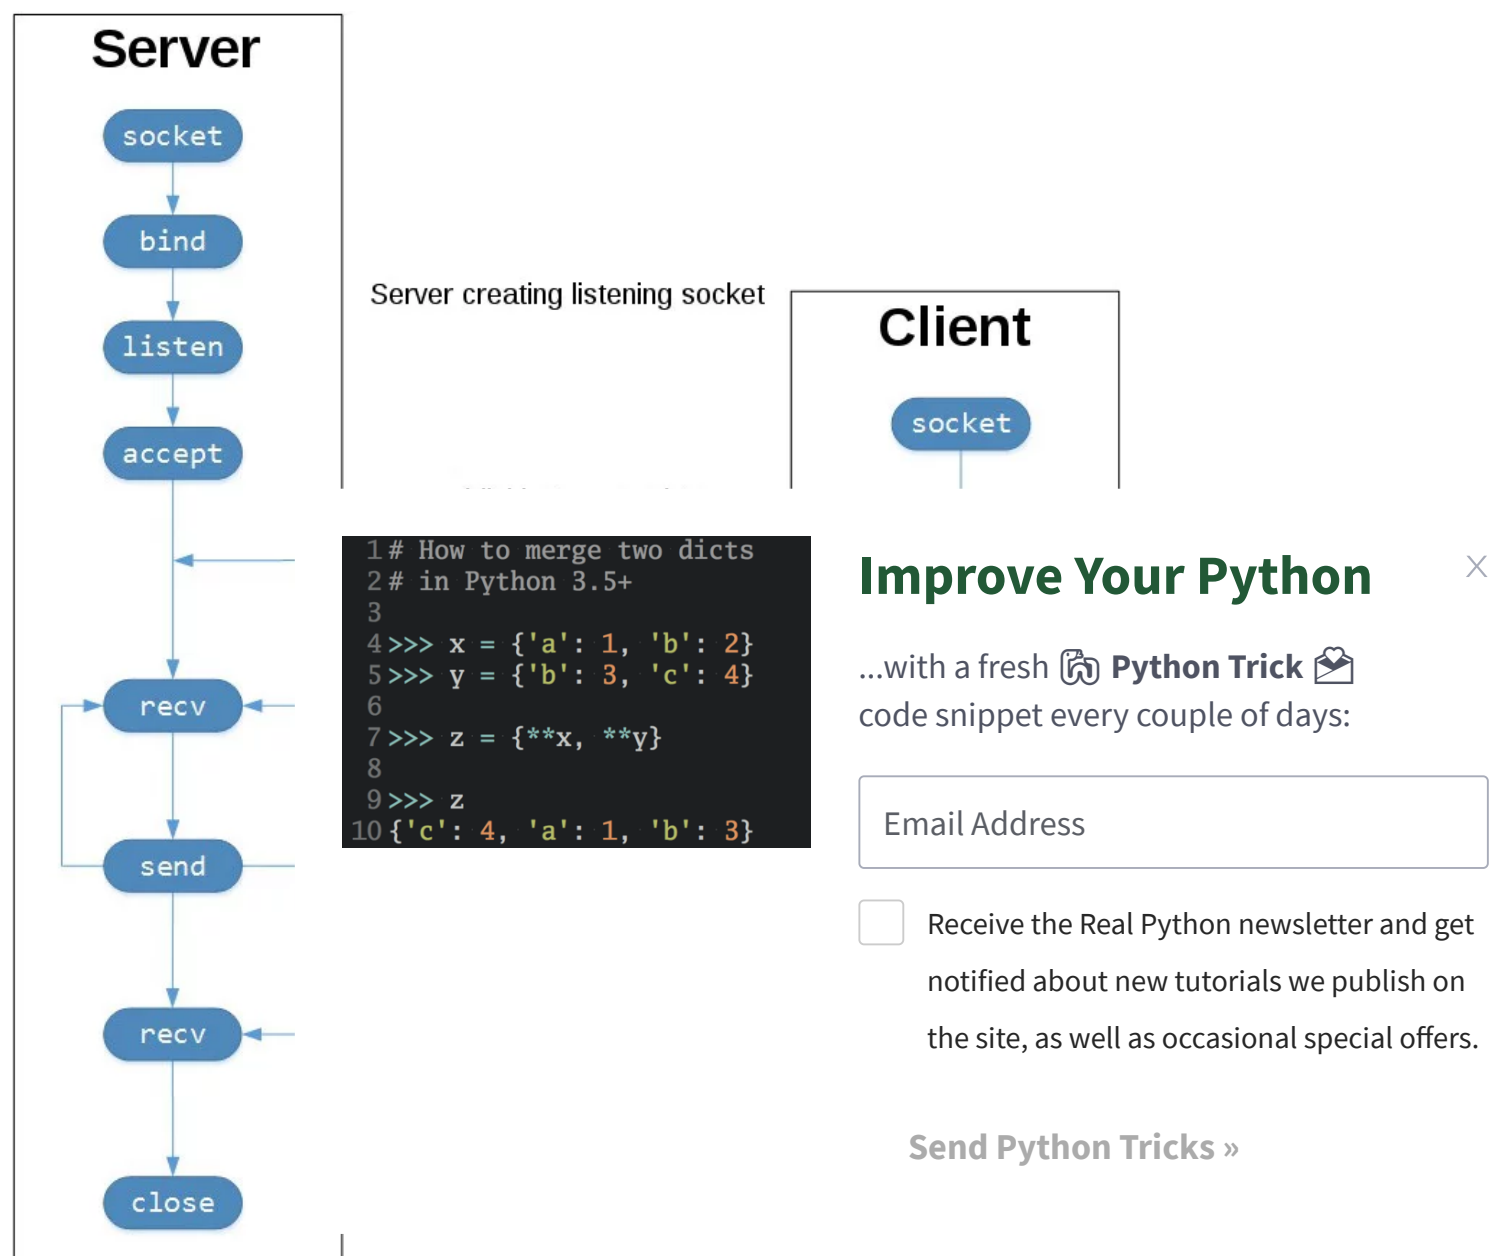 Server
socket
bind
listen
accept
recv
send
recv
close
Server creating listening socket
Client
socket
1 # How to merge two dicts
2 # in Python 3.5+
3
4 >>> x = {'a': 1, 'b': 2}
5 >>> y = {'b': 3, 'c': 4}
6
7 >>> z = {**x, **y}
8
9 >>> z
10 {'c': 4, 'a': 1, 'b': 3}
Improve Your Python
...with a fresh Python Trick
code snippet every couple of days:
Email Address
Receive the Real Python newsletter and get
notified about new tutorials we publish on
the site, as well as occasional special offers.
Send Python Tricks »